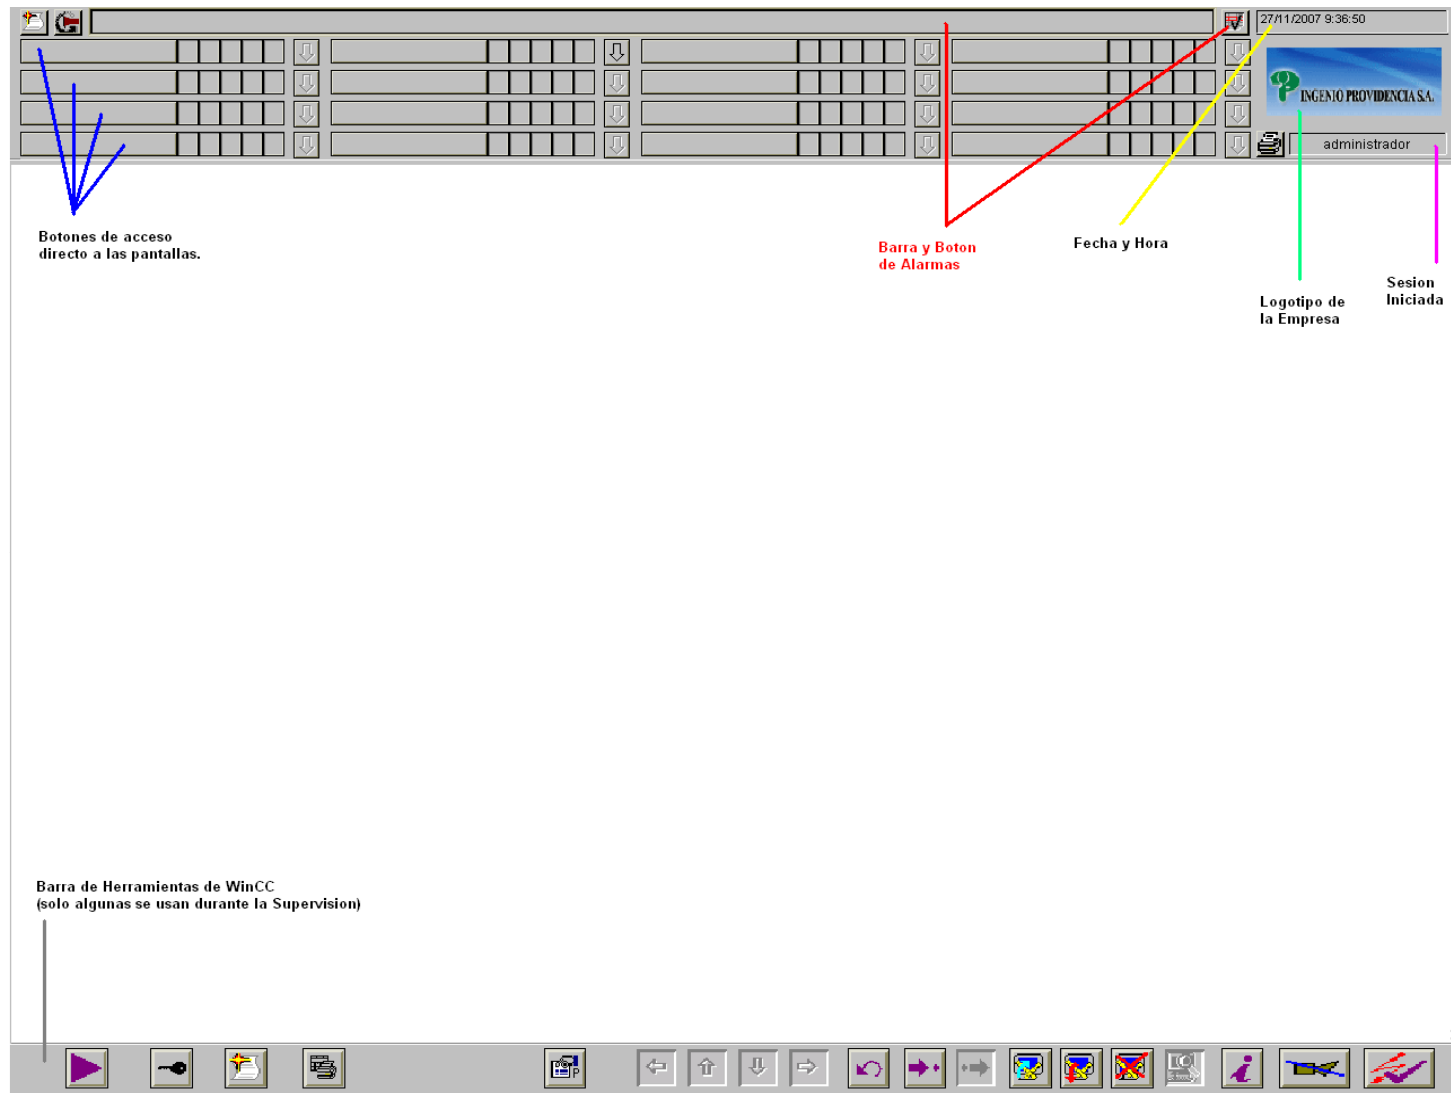 27/11/2007 9:36:50
INGENIO PROVIDENCIA S.A.
administrador
Botones de acceso
directo a las pantallas.
Barra y Boton
de Alarmas
Fecha y Hora
Logotipo de
la Empresa
Sesion
Iniciada
Barra de Herramientas de WinCC
(solo algunas se usan durante la Supervision)
P